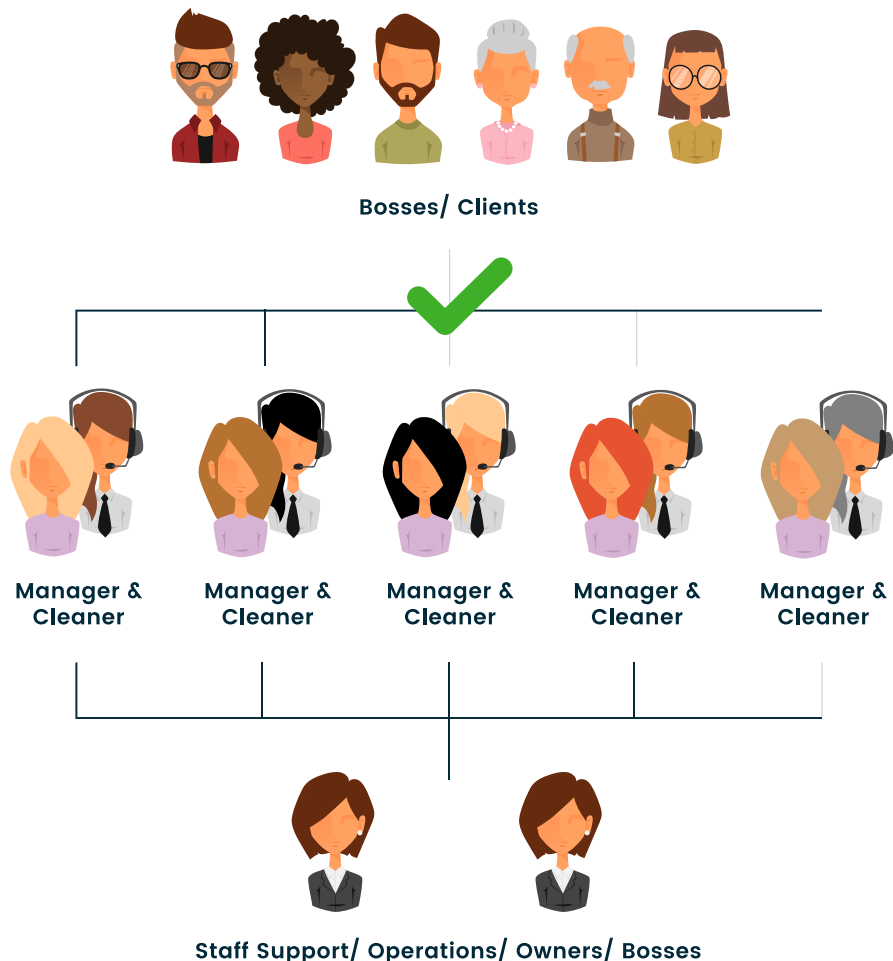 Bosses/ Clients
Manager &
Cleaner
Manager &
Cleaner
Manager &
Cleaner
Manager &
Cleaner
Manager &
Cleaner
Staff Support/ Operations/ Owners/ Bosses